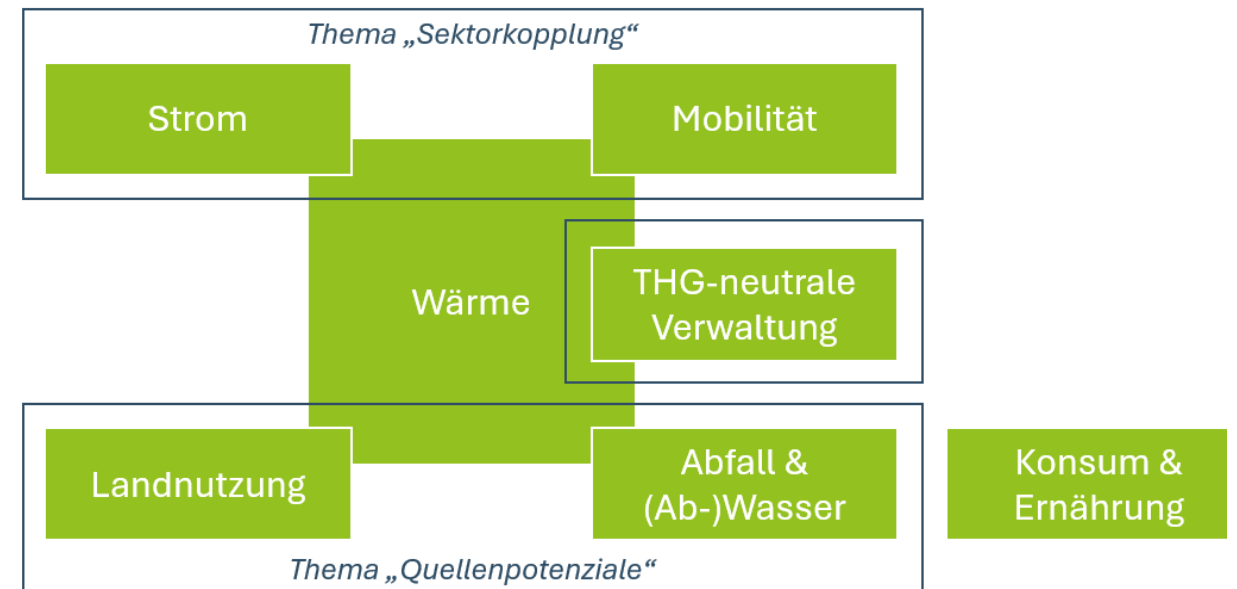 Thema „Sektorkopplung“
Strom
Mobilität
Wärme
THG-neutrale
Verwaltung
Landnutzung
Abfall &
(Ab-)Wasser
Konsum &
Ernährung
Thema „Quellenpotenziale“